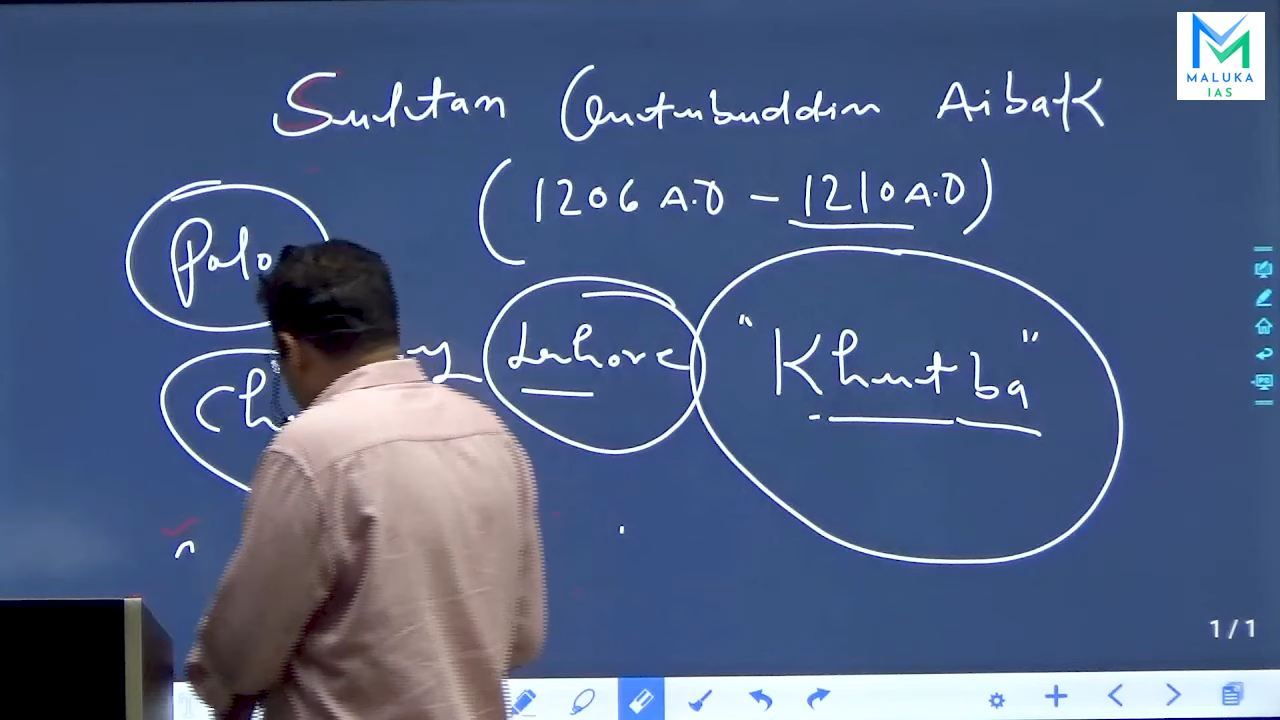 MALUKA
IAS
Sultan Qutubuddin Aibak
(1206 A.D - 1210 A.D)
Polo
Lahore "Khutba"
1/1